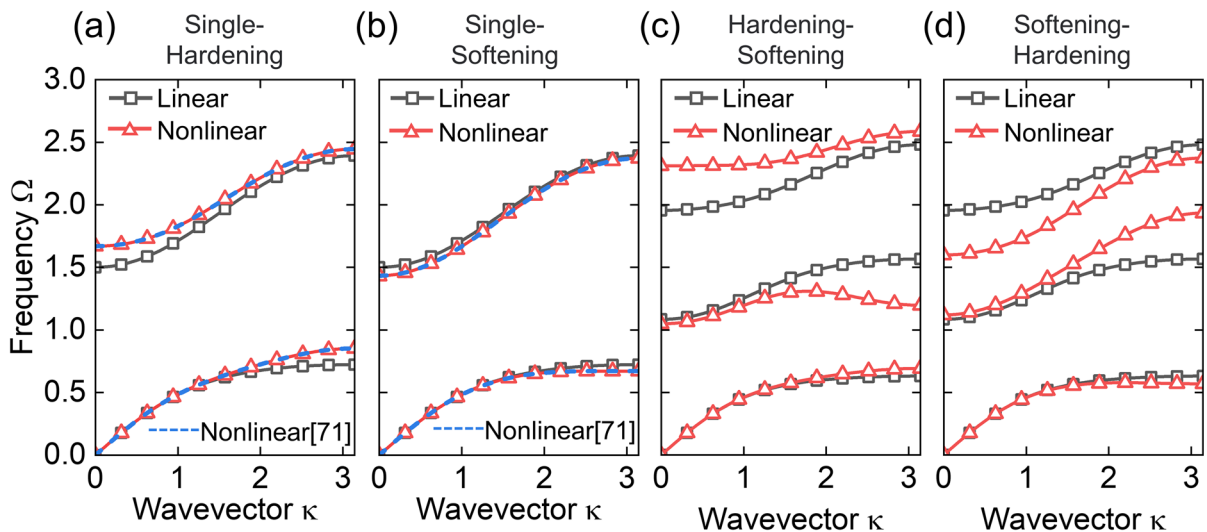 (a) Single-
Hardening
(b) Single-
Softening
(c) Hardening-
Softening
(d) Softening-
Hardening
Frequency Ω
3.0
2.5
2.0
1.5
1.0
0.5
0.0
Linear
Nonlinear
Nonlinear[71]
0 1 2 3
Wavevector κ
Linear
Nonlinear
Nonlinear[71]
0 1 2 3
Wavevector κ
Linear
Nonlinear
0 1 2 3
Wavevector κ
Linear
Nonlinear
0 1 2 3
Wavevector κ